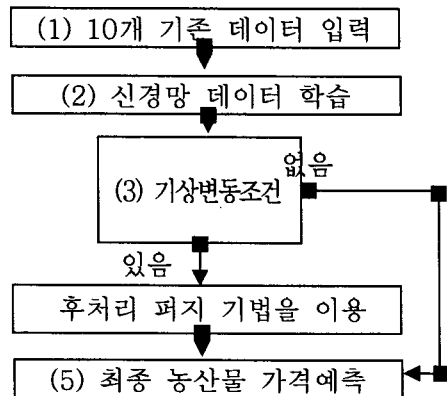 (1) 10개 기존 데이터 입력
(2) 신경망 데이터 학습
없음
(3) 기상변동조건
있음
후처리 퍼지 기법을 이용
(5) 최종 농산물 가격예측